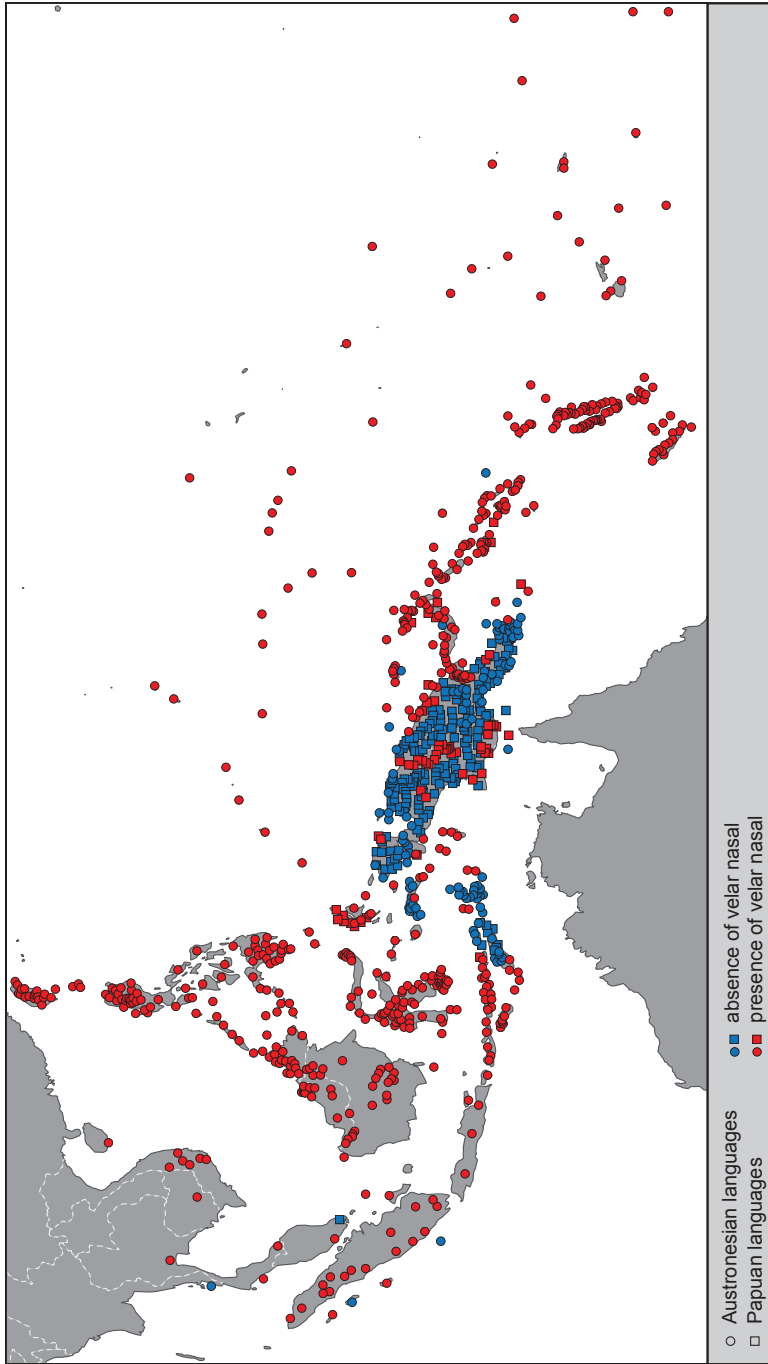 Austronesian languages
Papuan languages
absence of velar nasal
presence of velar nasal